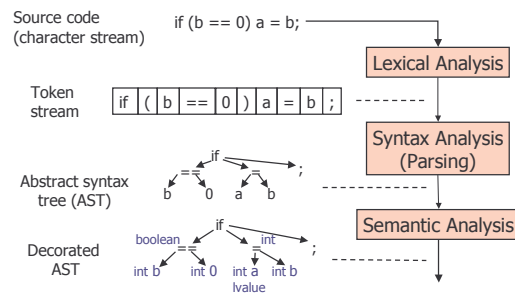 Source code
(character stream)
if (b == 0) a = b;
Lexical Analysis
Token
stream
if ( b == 0 ) a = b ;
Syntax Analysis
(Parsing)
Abstract syntax
tree (AST)
if
== = ;
b 0 a b
Semantic Analysis
Decorated
AST
if
boolean == = int ;
int b int 0 int a int b
lvalue